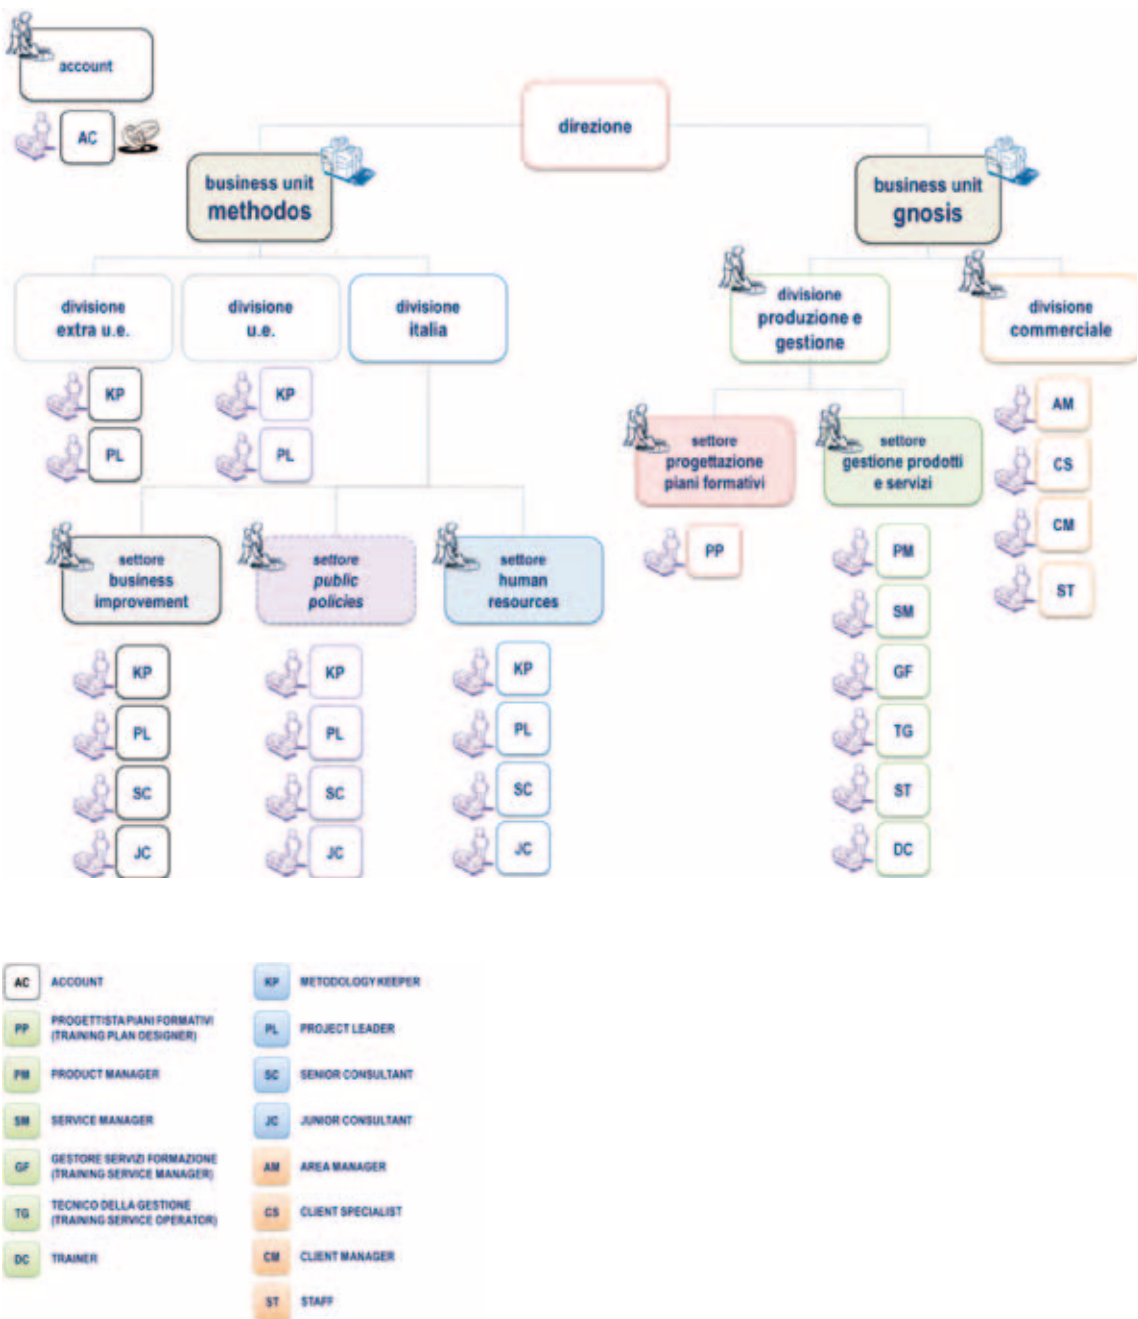 account
AC
direzione
business unit
methodos
business unit
gnosis
divisione
extra u.e.
divisione
u.e.
divisione
italia
divisione
produzione e
gestione
divisione
commerciale
KP
PL
KP
PL
settore
progettazione
piani formativi
settore
gestione prodotti
e servizi
AM
CS
CM
ST
PP
settore
business
improvement
settore
public
policies
settore
human
resources
KP
PL
SC
JC
KP
PL
SC
JC
KP
PL
SC
JC
PM
SM
GF
TG
ST
DC
AC ACCOUNT
PP PROGETTISTA PIANI FORMATIVI
(TRAINING PLAN DESIGNER)
PM PRODUCT MANAGER
SM SERVICE MANAGER
GF GESTORE SERVIZI FORMAZIONE
(TRAINING SERVICE MANAGER)
TG TECNICO DELLA GESTIONE
(TRAINING SERVICE OPERATOR)
DC TRAINER
KP METODOLOGY KEEPER
PL PROJECT LEADER
SC SENIOR CONSULTANT
JC JUNIOR CONSULTANT
AM AREA MANAGER
CS CLIENT SPECIALIST
CM CLIENT MANAGER
ST STAFF